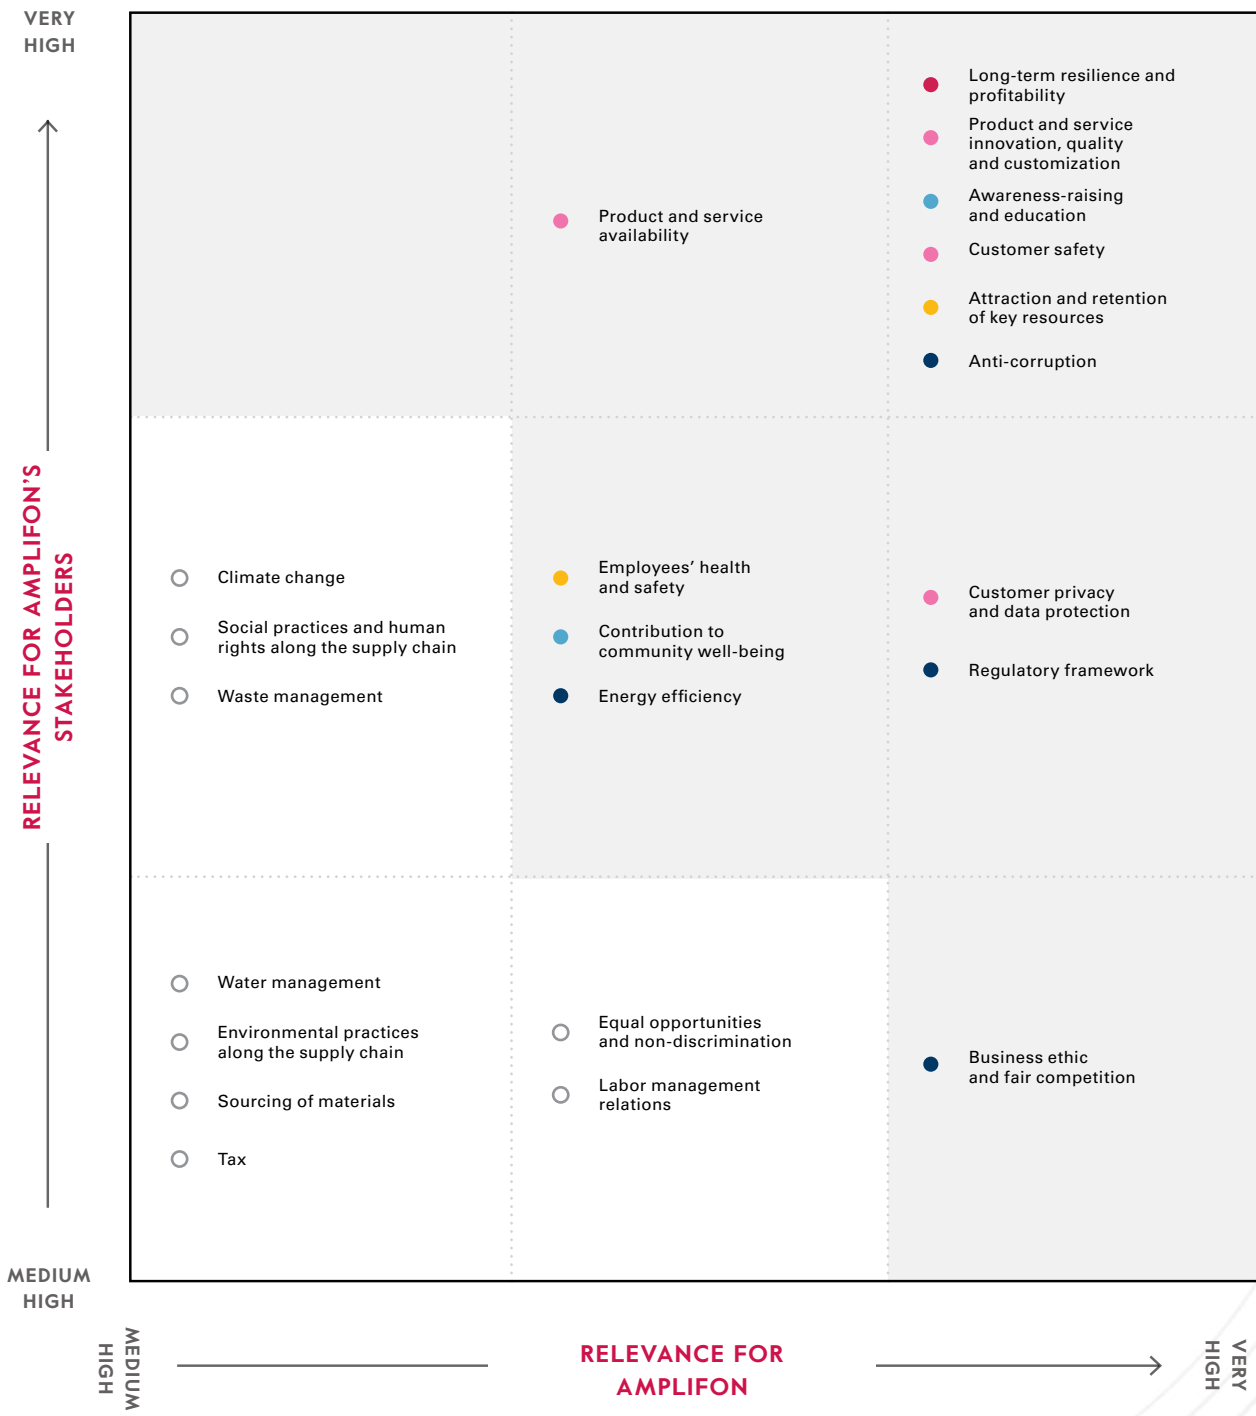 VERY
HIGH
Long-term resilience and
profitability
Product and service
innovation, quality
and customization
Awareness-raising
and education
Customer safety
Attraction and retention
of key resources
Anti-corruption
Product and service
availability
RELEVANCE FOR AMPLIFON'S
STAKEHOLDERS
Climate change
Social practices and human
rights along the supply chain
Waste management
Employees' health
and safety
Contribution to
community well-being
Energy efficiency
Customer privacy
and data protection
Regulatory framework
Water management
Environmental practices
along the supply chain
Sourcing of materials
Tax
Equal opportunities
and non-discrimination
Labor management
relations
Business ethic
and fair competition
MEDIUM
HIGH
MEDIUM
HIGH
RELEVANCE FOR
AMPLIFON
VERY
HIGH